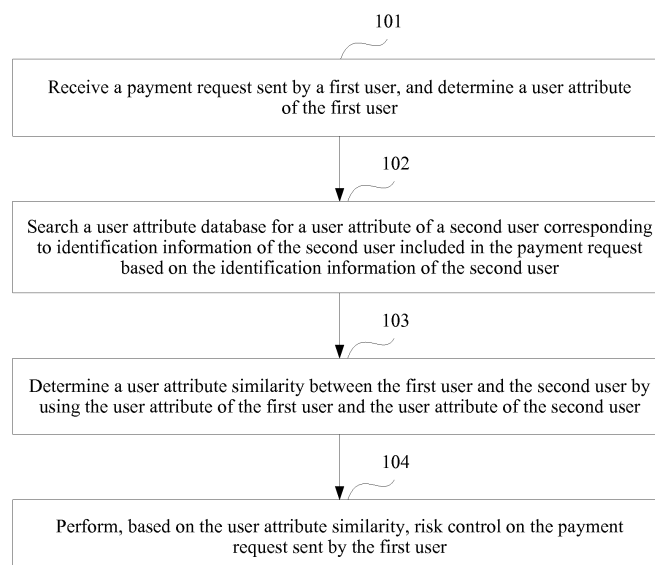 101
Receive a payment request sent by a first user, and determine a user attribute
of the first user
102
Search a user attribute database for a user attribute of a second user corresponding
to identification information of the second user included in the payment request
based on the identification information of the second user
103
Determine a user attribute similarity between the first user and the second user by
using the user attribute of the first user and the user attribute of the second user
104
Perform, based on the user attribute similarity, risk control on the payment
request sent by the first user